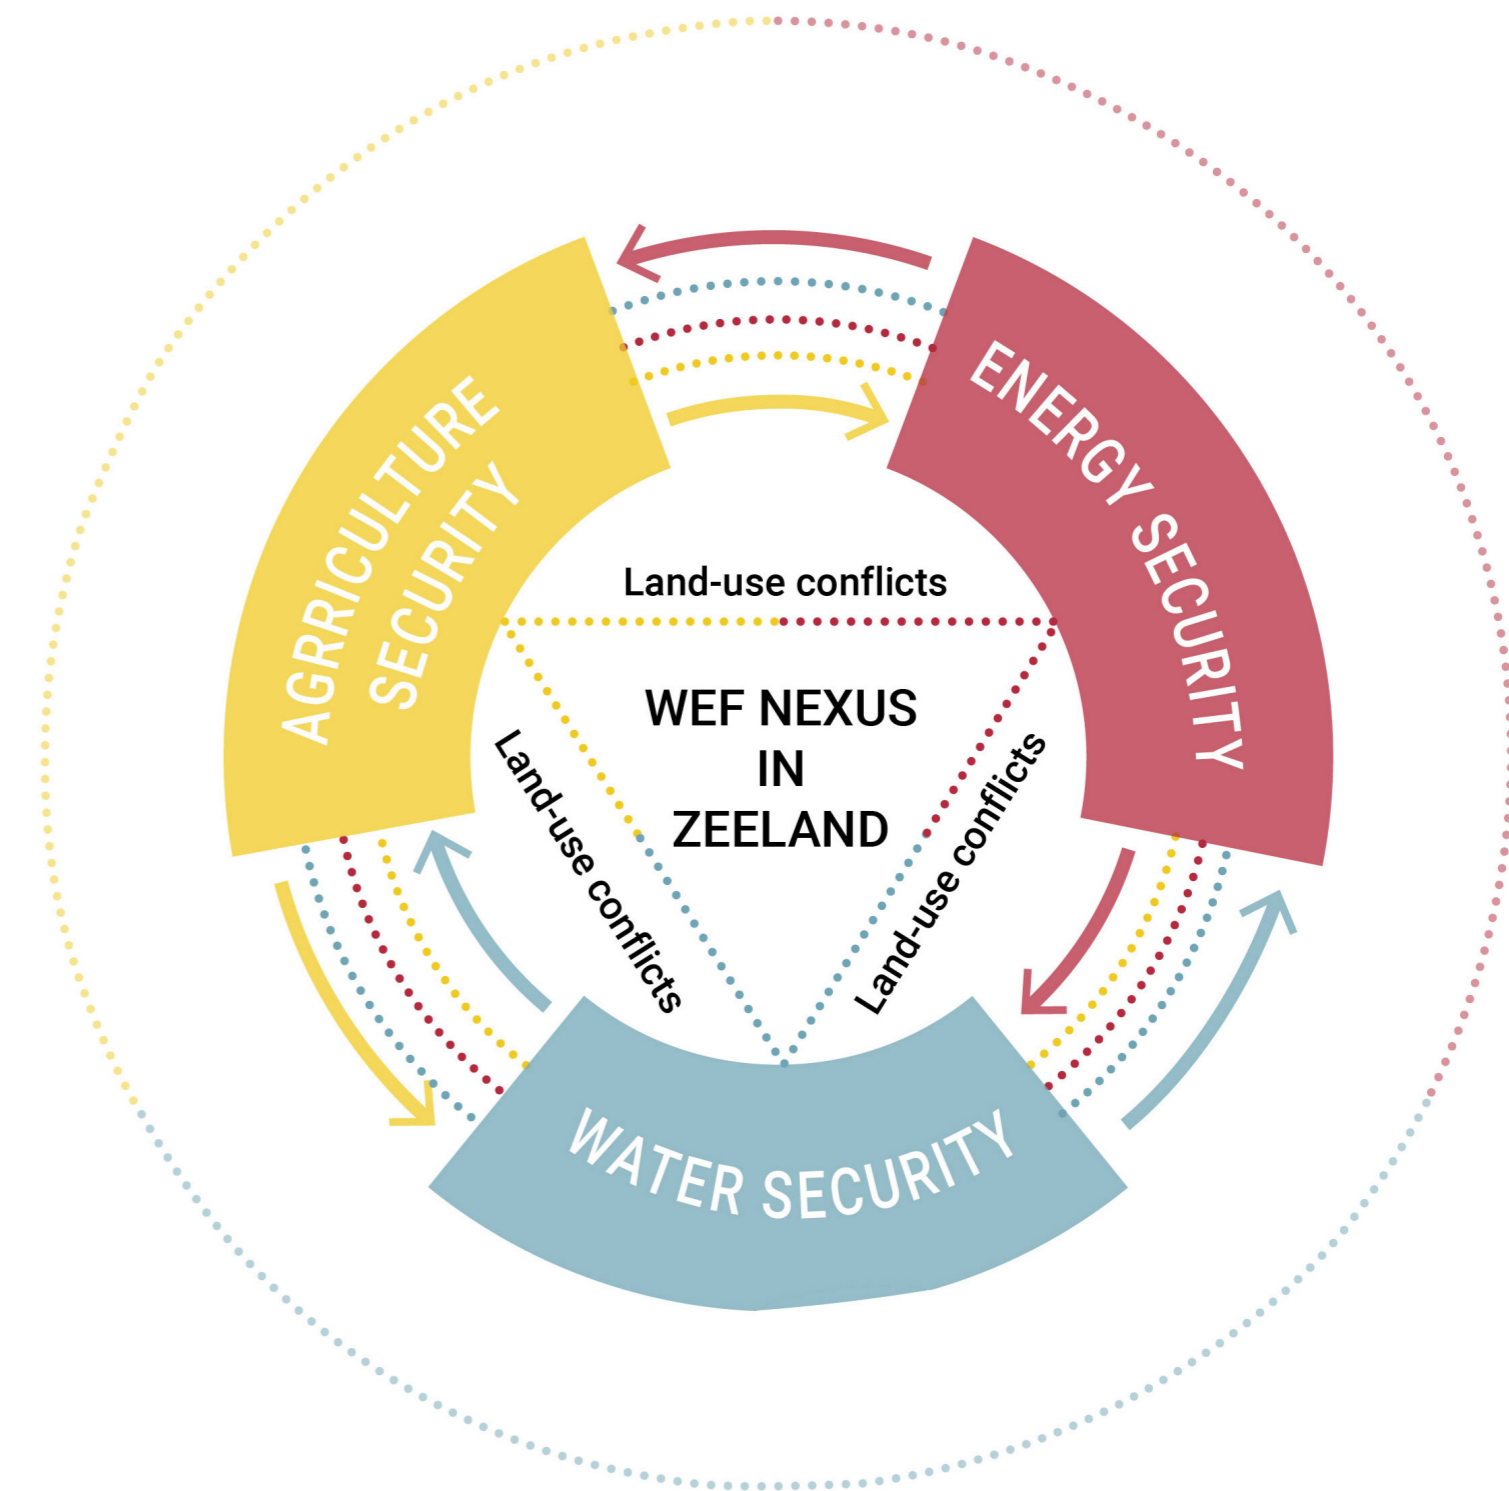 AGRRICULTURE
SECURITY
ENERGY SECURITY
Land-use conflicts
WEF NEXUS
IN
ZEELAND
Land-use conflicts
Land-use conflicts
WATER SECURITY